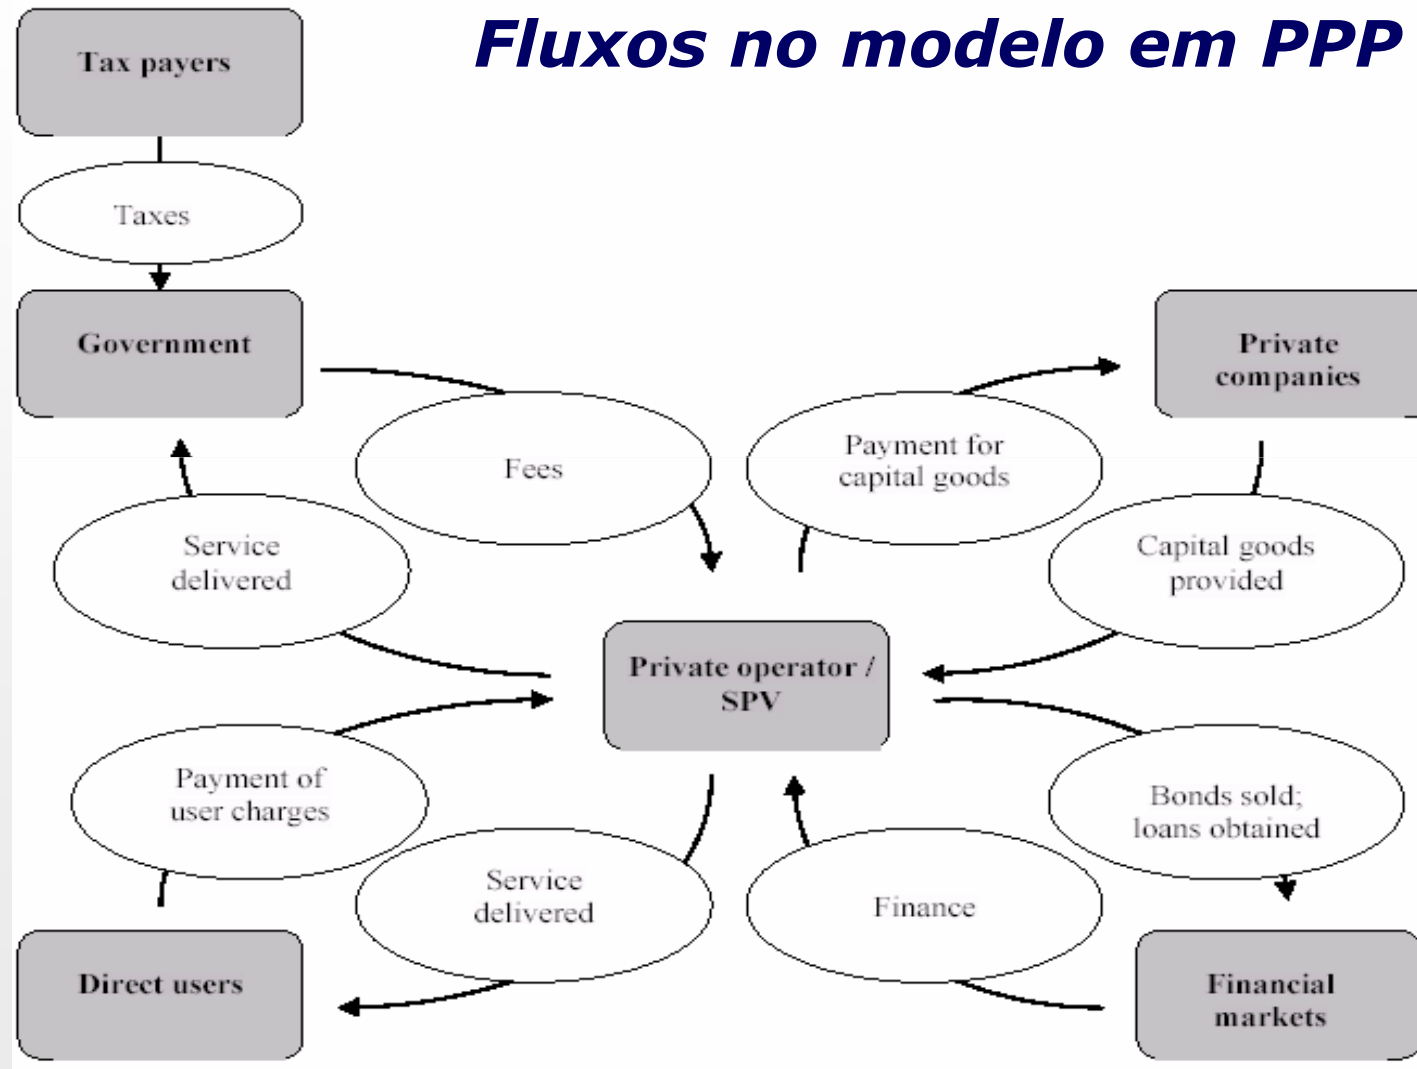 Fluxos no modelo em PPP
Tax payers
Taxes
Government
Private
companies
Fees
Payment for
capital goods
Service
delivered
Capital goods
provided
Private operator /
SPV
Payment of
user charges
Bonds sold;
loans obtained
Service
delivered
Finance
Direct users
Financial
markets